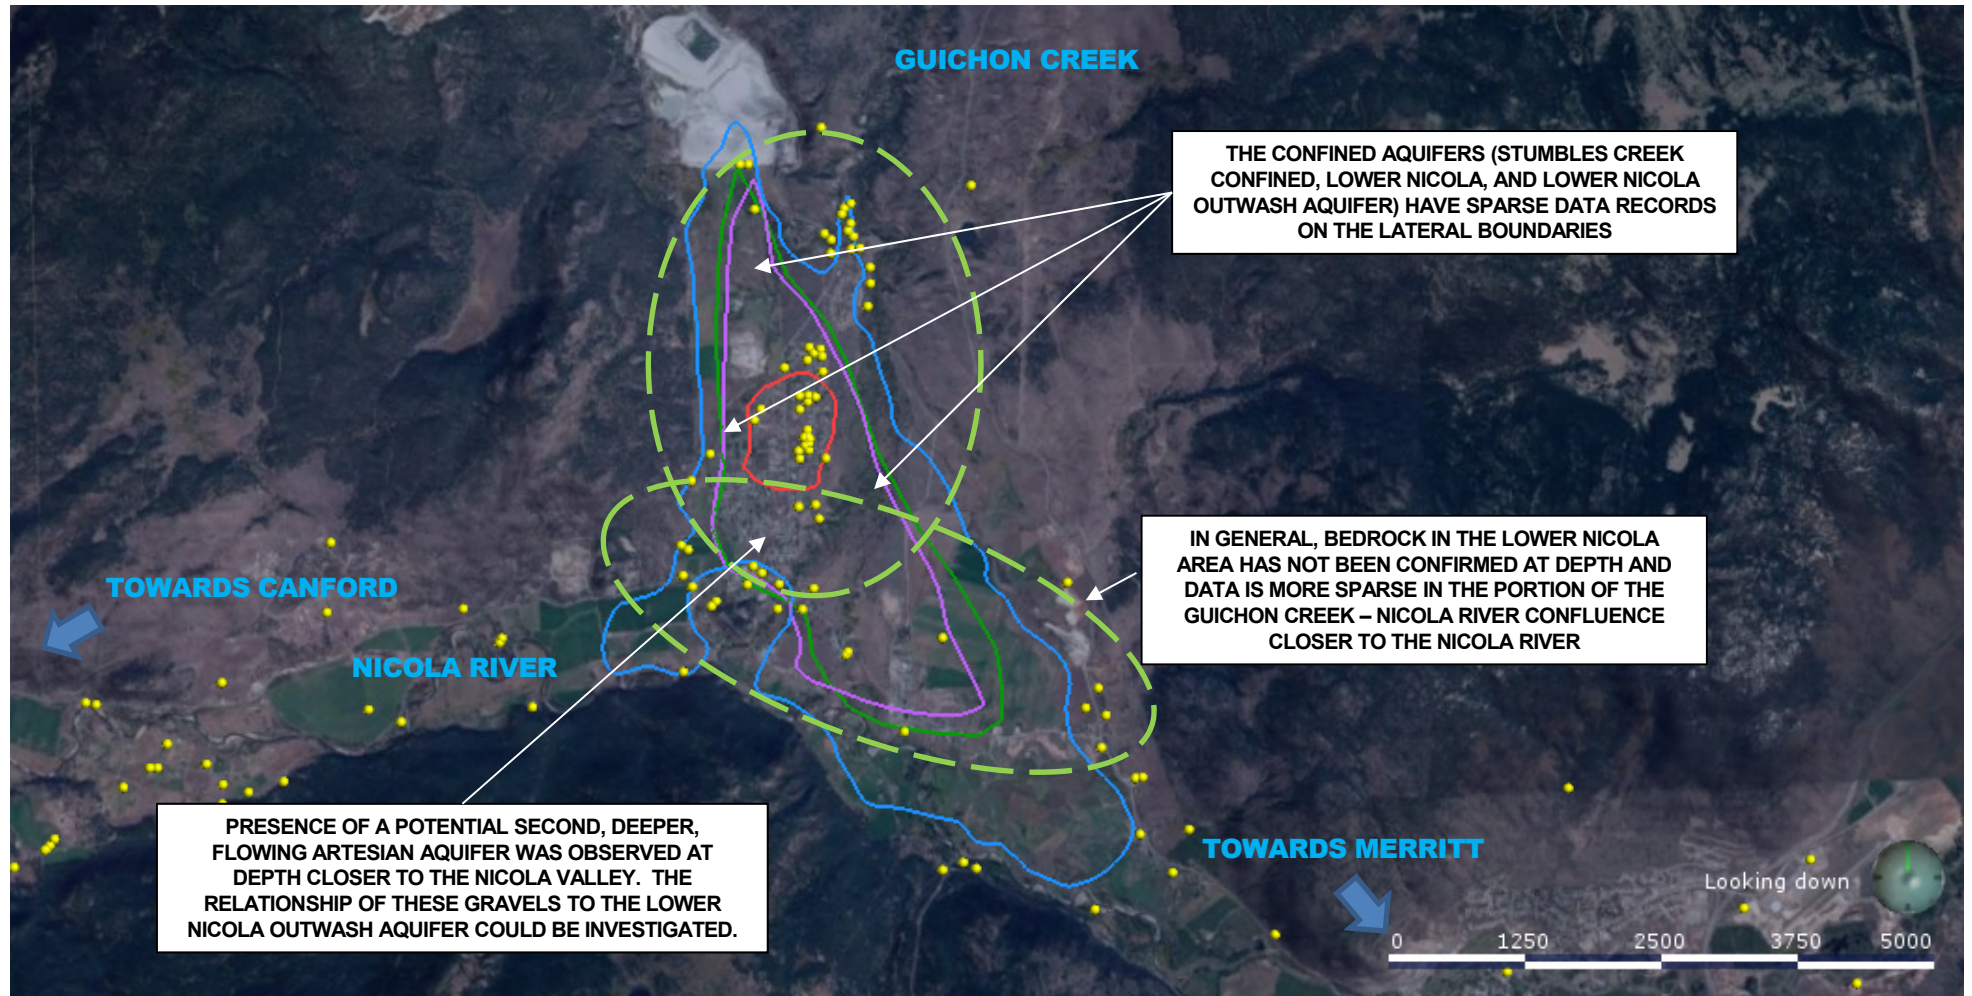 GUICHON CREEK
THE CONFINED AQUIFERS (STUMBLES CREEK
CONFINED, LOWER NICOLA, AND LOWER NICOLA
OUTWASH AQUIFER) HAVE SPARSE DATA RECORDS
ON THE LATERAL BOUNDARIES
IN GENERAL, BEDROCK IN THE LOWER NICOLA
AREA HAS NOT BEEN CONFIRMED AT DEPTH AND
DATA IS MORE SPARSE IN THE PORTION OF THE
GUICHON CREEK – NICOLA RIVER CONFLUENCE
CLOSER TO THE NICOLA RIVER
TOWARDS CANFORD
NICOLA RIVER
PRESENCE OF A POTENTIAL SECOND, DEEPER,
FLOWING ARTESIAN AQUIFER WAS OBSERVED AT
DEPTH CLOSER TO THE NICOLA VALLEY. THE
RELATIONSHIP OF THESE GRAVELS TO THE LOWER
NICOLA OUTWASH AQUIFER COULD BE INVESTIGATED.
TOWARDS MERRITT
Looking down
0 1250 2500 3750 5000